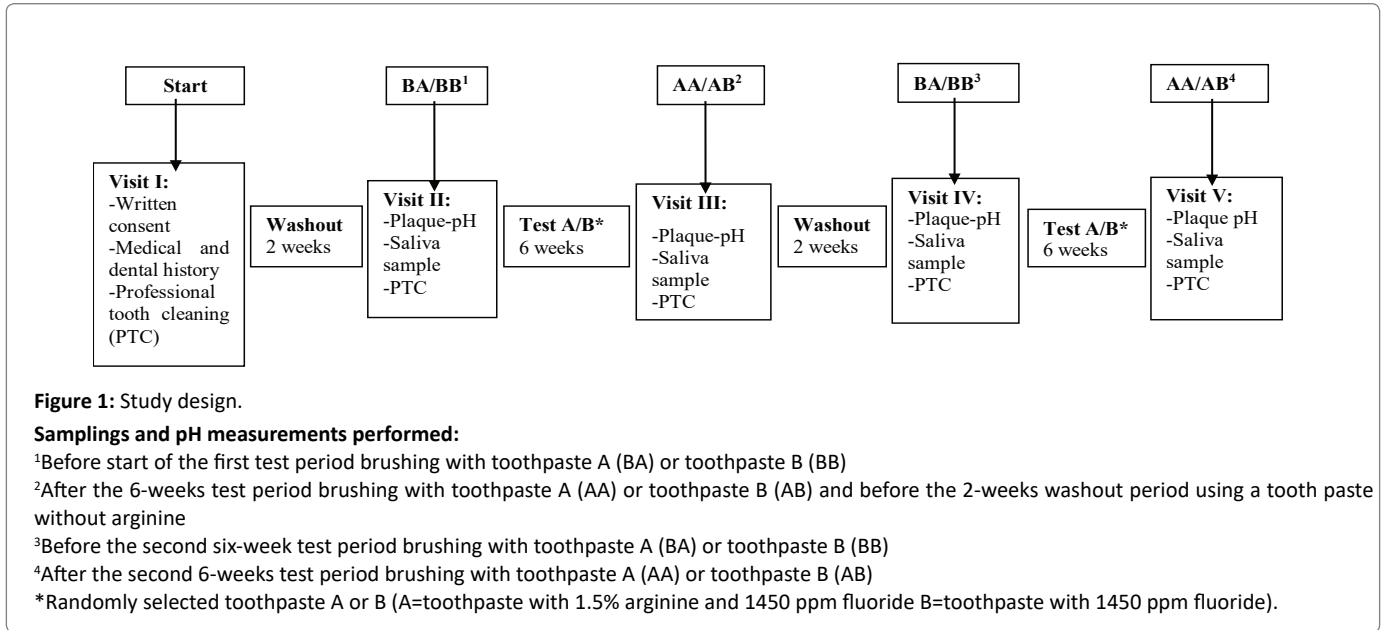 Start
BA/BB¹
AA/AB²
BA/BB³
AA/AB⁴
Visit I:
-Written
consent
-Medical and
dental history
-Professional
tooth cleaning
(PTC)
Washout
2 weeks
Visit II:
-Plaque-pH
-Saliva
sample
-PTC
Test A/B*
6 weeks
Visit III:
-Plaque-pH
-Saliva
sample
-PTC
Washout
2 weeks
Visit IV:
-Plaque-pH
-Saliva
sample
-PTC
Test A/B*
6 weeks
Visit V:
-Plaque pH
-Saliva
sample
-PTC
Figure 1: Study design.
Samplings and pH measurements performed:
¹Before start of the first test period brushing with toothpaste A (BA) or toothpaste B (BB)
²After the 6-weeks test period brushing with toothpaste A (AA) or toothpaste B (AB) and before the 2-weeks washout period using a tooth paste
without arginine
³Before the second six-week test period brushing with toothpaste A (BA) or toothpaste B (BB)
⁴After the second 6-weeks test period brushing with toothpaste A (AA) or toothpaste B (AB)
*Randomly selected toothpaste A or B (A=toothpaste with 1.5% arginine and 1450 ppm fluoride B=toothpaste with 1450 ppm fluoride).